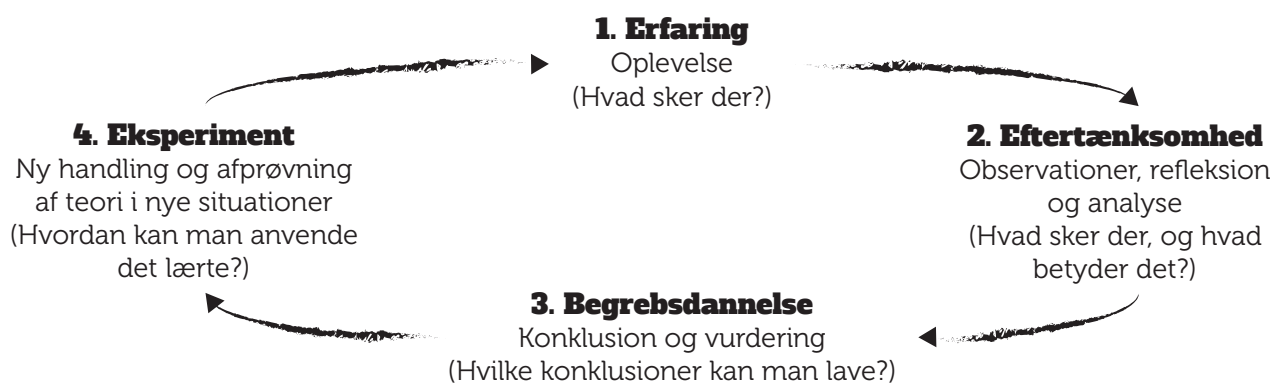 1. Erfaring
Oplevelse
(Hvad sker der?)
2. Eftertænksomhed
Observationer, refleksion
og analyse
(Hvad sker der, og hvad
betyder det?)
3. Begrebsdannelse
Konklusion og vurdering
(Hvilke konklusioner kan man lave?)
4. Eksperiment
Ny handling og afprøvning
af teori i nye situationer
(Hvordan kan man anvende
det lærte?)